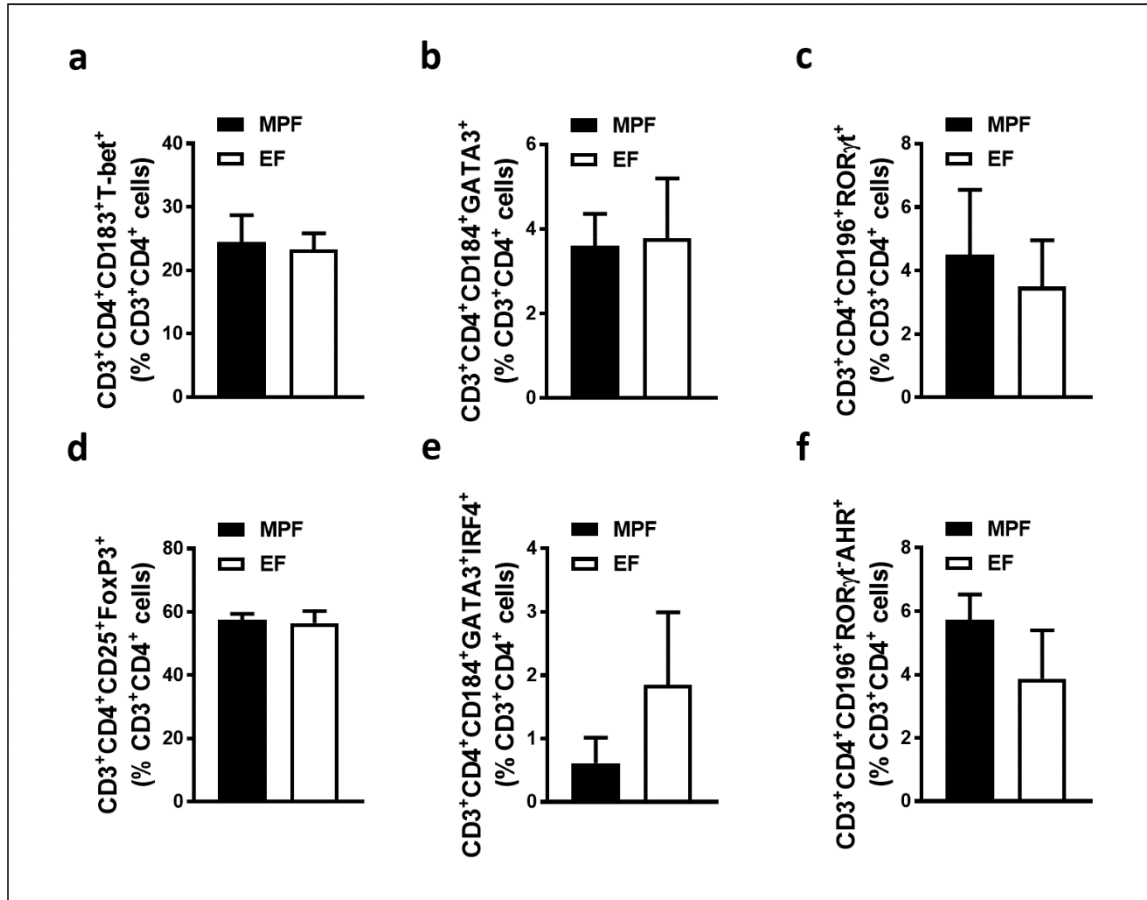 a
MPF
EF
CD3⁺CD4⁺CD183⁺T-bet⁺
(% CD3⁺CD4⁺ cells)
40
30
20
10
0
b
MPF
EF
CD3⁺CD4⁺CD184⁺GATA3⁺
(% CD3⁺CD4⁺ cells)
6
4
2
0
c
MPF
EF
CD3⁺CD4⁺CD196⁺RORγt⁺
(% CD3⁺CD4⁺ cells)
8
6
4
2
0
d
MPF
EF
CD3⁺CD4⁺CD25⁺FoxP3⁺
(% CD3⁺CD4⁺ cells)
80
60
40
20
0
e
MPF
EF
CD3⁺CD4⁺CD184⁺GATA3⁺IRF4⁺
(% CD3⁺CD4⁺ cells)
4
3
2
1
0
f
MPF
EF
CD3⁺CD4⁺CD196⁺RORγt⁻AHR⁺
(% CD3⁺CD4⁺ cells)
8
6
4
2
0